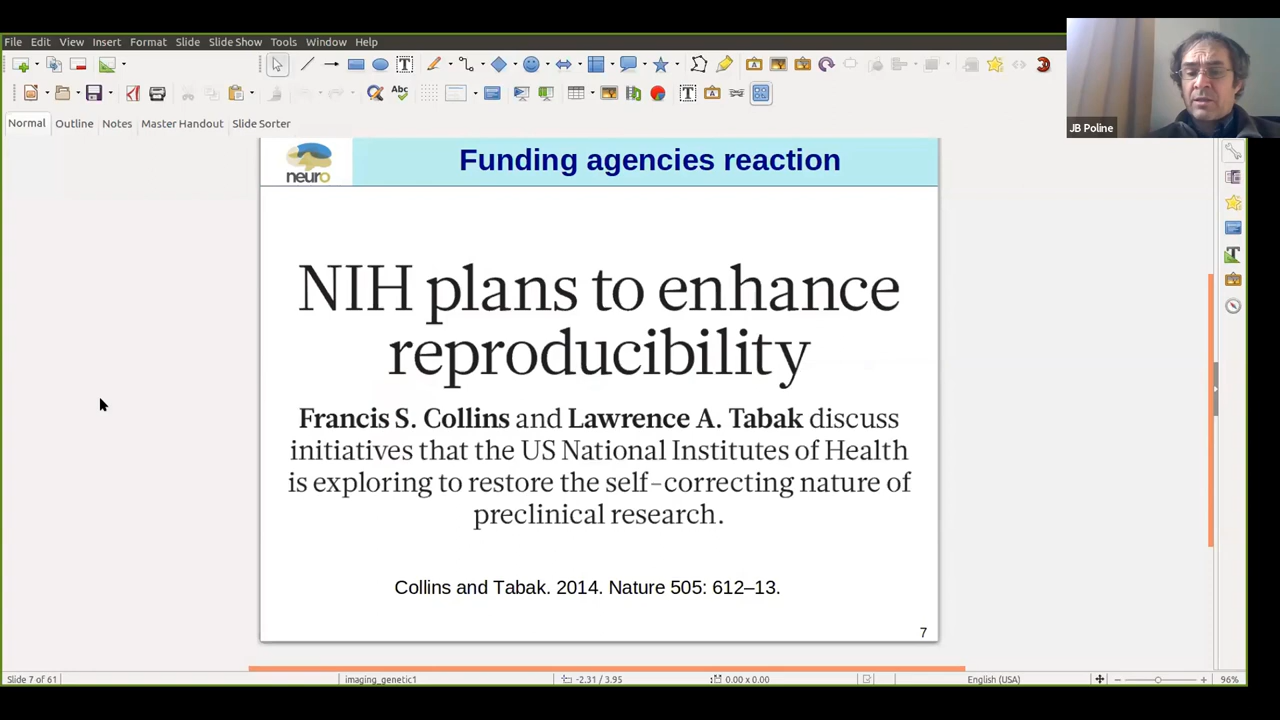 File Edit View Insert Format Slide Slide Show Tools Window Help
JB Poline
Normal Outline Notes Master Handout Slide Sorter
neuro
Funding agencies reaction
NIH plans to enhance
reproducibility
Francis S. Collins and Lawrence A. Tabak discuss
initiatives that the US National Institutes of Health
is exploring to restore the self-correcting nature of
preclinical research.
Collins and Tabak. 2014. Nature 505: 612–13.
7
Slide 7 of 61 imaging_genetic1 -2.31 / 3.95 0.00 x 0.00 English (USA) 96%